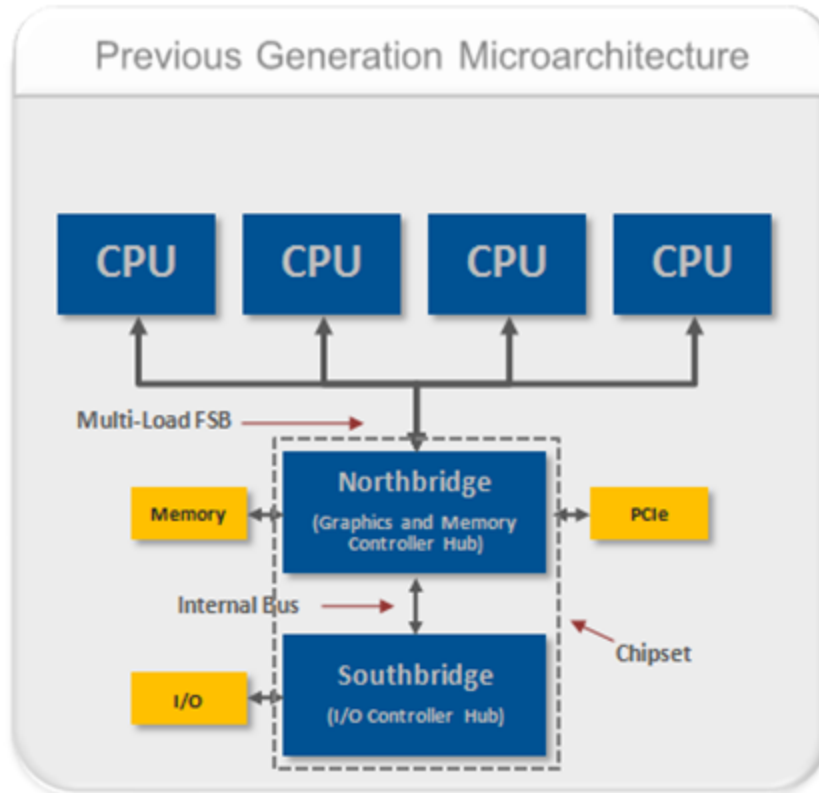 Previous Generation Microarchitecture
CPU
CPU
CPU
CPU
Multi-Load FSB
Northbridge
(Graphics and Memory
Controller Hub)
Memory
PCIe
Internal Bus
Chipset
Southbridge
(I/O Controller Hub)
I/O